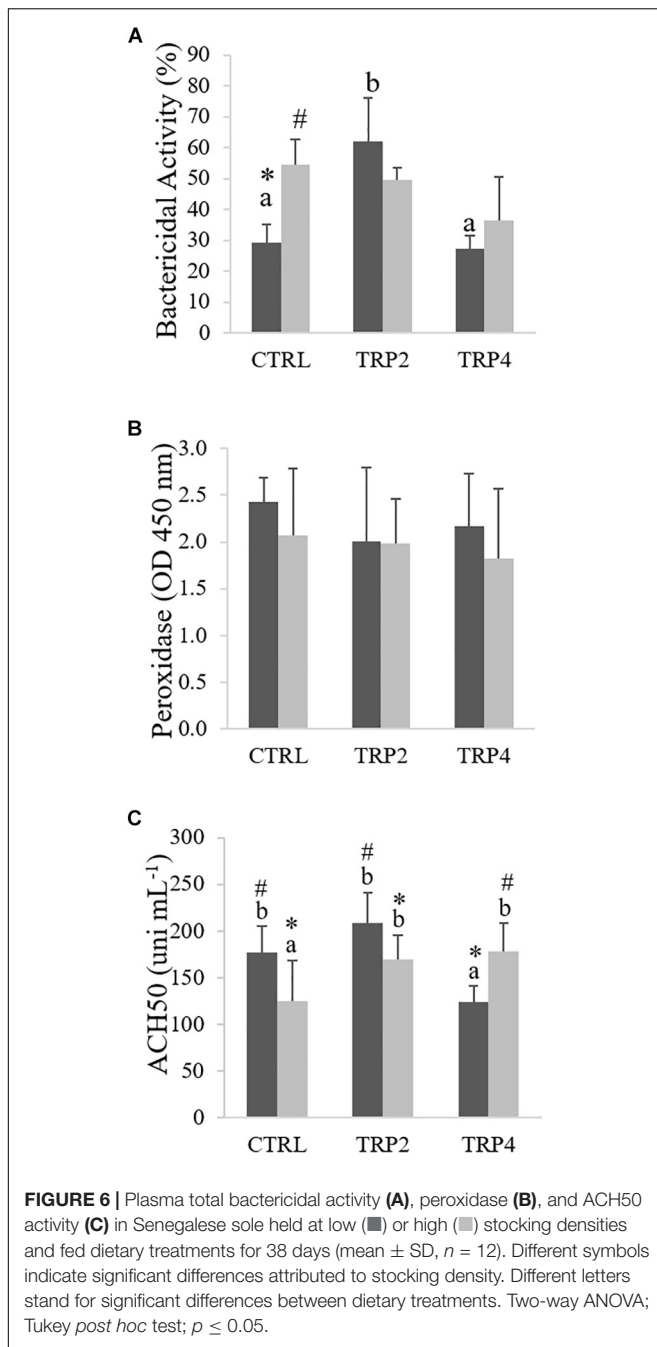 A
Bactericidal Activity (%)
90
80
70
60
50
40
30
20
10
0
*
a
#
b
a
CTRL TRP2 TRP4
B
Peroxidase (OD 450 nm)
3.0
2.5
2.0
1.5
1.0
0.5
0.0
CTRL TRP2 TRP4
C
ACH50 (uni mL⁻¹)
300
250
200
150
100
50
0
#
b
*
a
#
b
*
b
*
a
#
b
CTRL TRP2 TRP4
FIGURE 6 | Plasma total bactericidal activity (A), peroxidase (B), and ACH50
activity (C) in Senegalese sole held at low (■) or high (■) stocking densities
and fed dietary treatments for 38 days (mean ± SD, n = 12). Different symbols
indicate significant differences attributed to stocking density. Different letters
stand for significant differences between dietary treatments. Two-way ANOVA;
Tukey post hoc test; p ≤ 0.05.